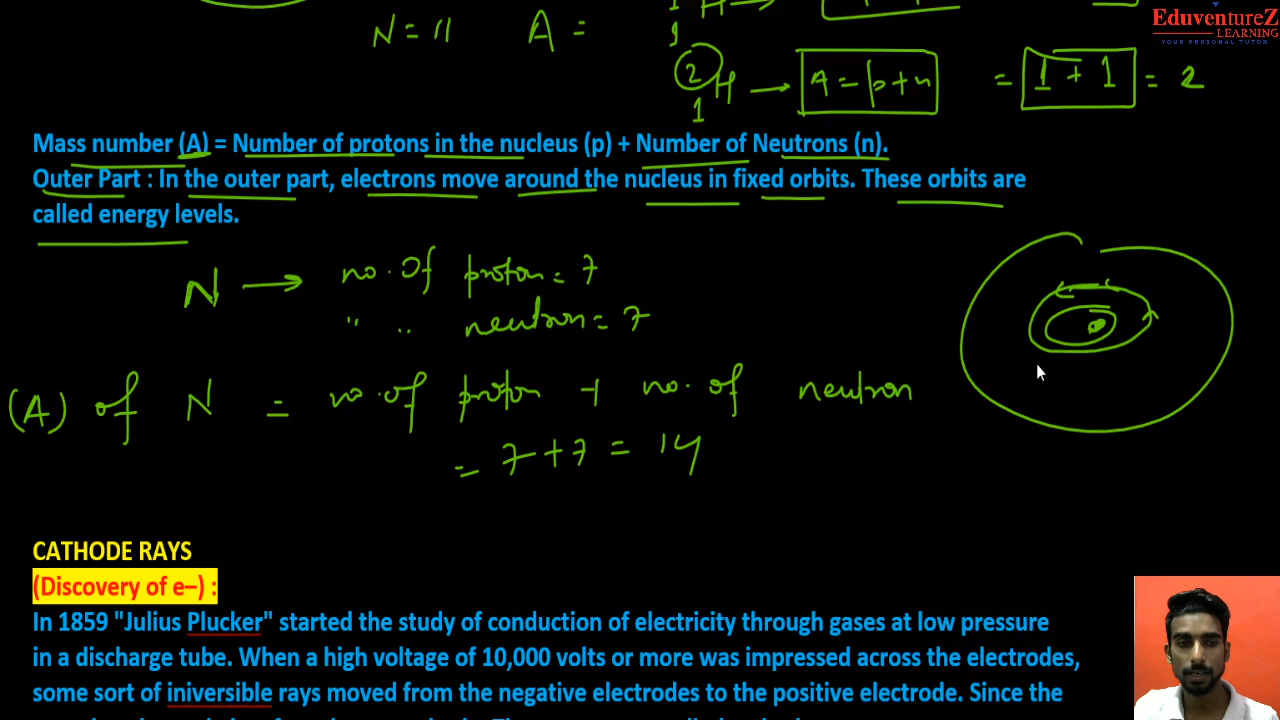 EduventureZ
LEARNING
YOUR PERSONAL TUTOR
N = 11 A =
1
2
1 H → A = p + n = 1 + 1 = 2
Mass number (A) = Number of protons in the nucleus (p) + Number of Neutrons (n).
Outer Part : In the outer part, electrons move around the nucleus in fixed orbits. These orbits are
called energy levels.
N → no. of proton = 7
" " neutron = 7
(A) of N = no. of proton + no. of neutron
= 7 + 7 = 14
CATHODE RAYS
(Discovery of e–) :
In 1859 "Julius Plucker" started the study of conduction of electricity through gases at low pressure
in a discharge tube. When a high voltage of 10,000 volts or more was impressed across the electrodes,
some sort of iniversible rays moved from the negative electrodes to the positive electrode. Since the